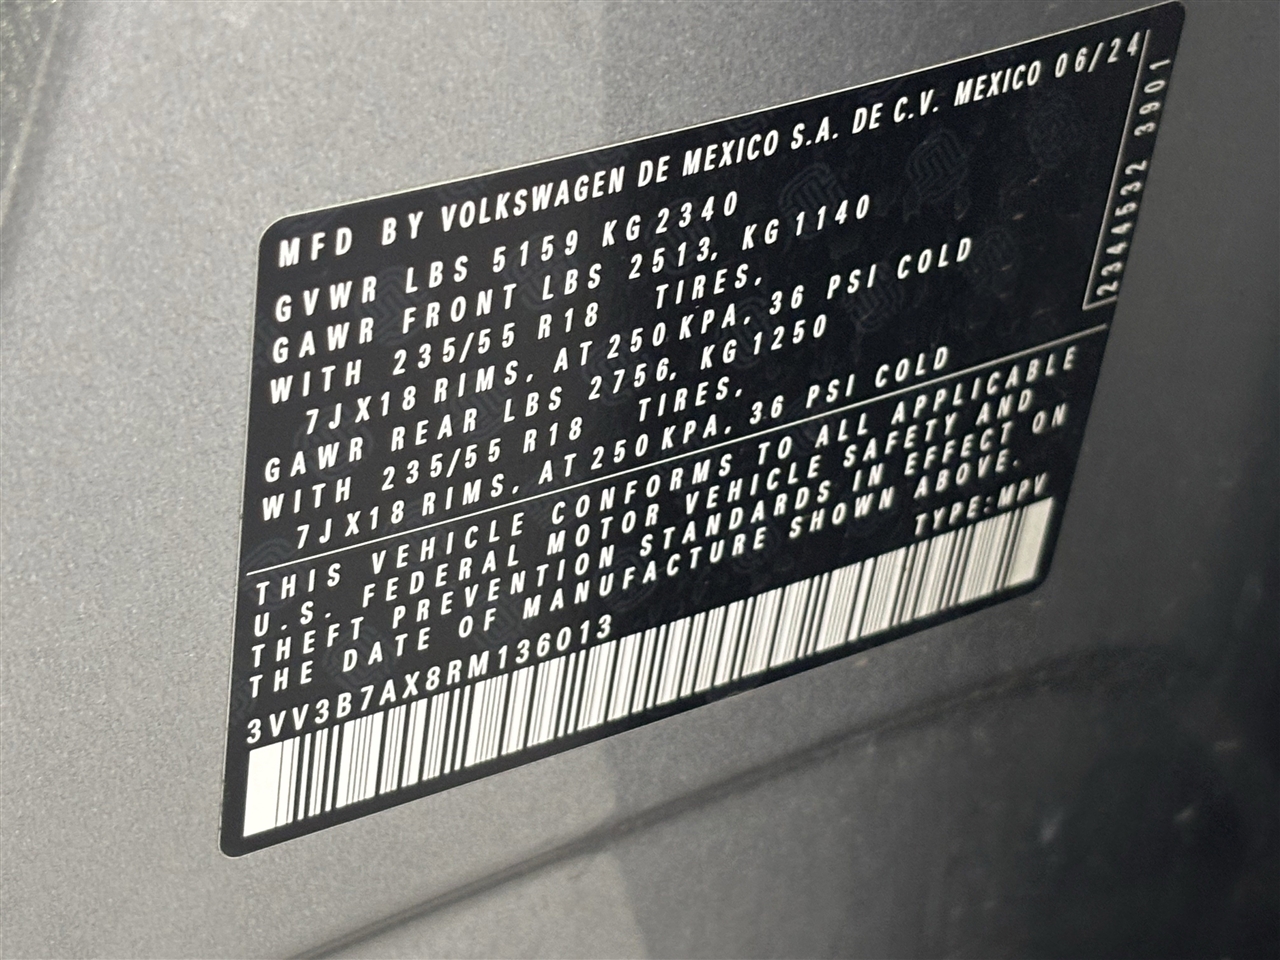 MFD BY VOLKSWAGEN DE MEXICO S.A. DE C.V. MEXICO 06/24
GVWR LBS 5159 KG 2340
GAWR FRONT LBS 2513, KG 1140
WITH 235/55 R18 TIRES,
7JX18 RIMS, AT 250 KPA, 36 PSI COLD
GAWR REAR LBS 2756, KG 1250
WITH 235/55 R18 TIRES,
7JX18 RIMS, AT 250 KPA, 36 PSI COLD
THIS VEHICLE CONFORMS TO ALL APPLICABLE
U.S. FEDERAL MOTOR VEHICLE SAFETY AND
THEFT PREVENTION STANDARDS IN EFFECT ON
THE DATE OF MANUFACTURE SHOWN ABOVE.
3VV3B7AX8RM136013 TYPE: MPV
2344532 3901